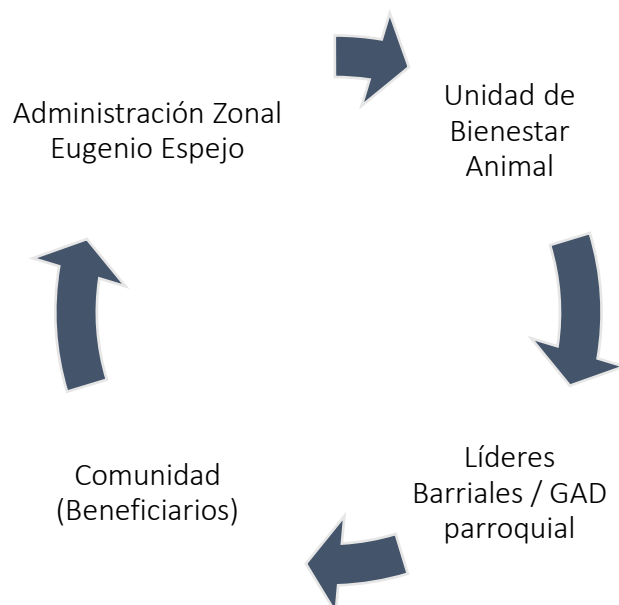 Administración Zonal
Eugenio Espejo
Unidad de
Bienestar
Animal
Líderes
Barriales / GAD
parroquial
Comunidad
(Beneficiarios)